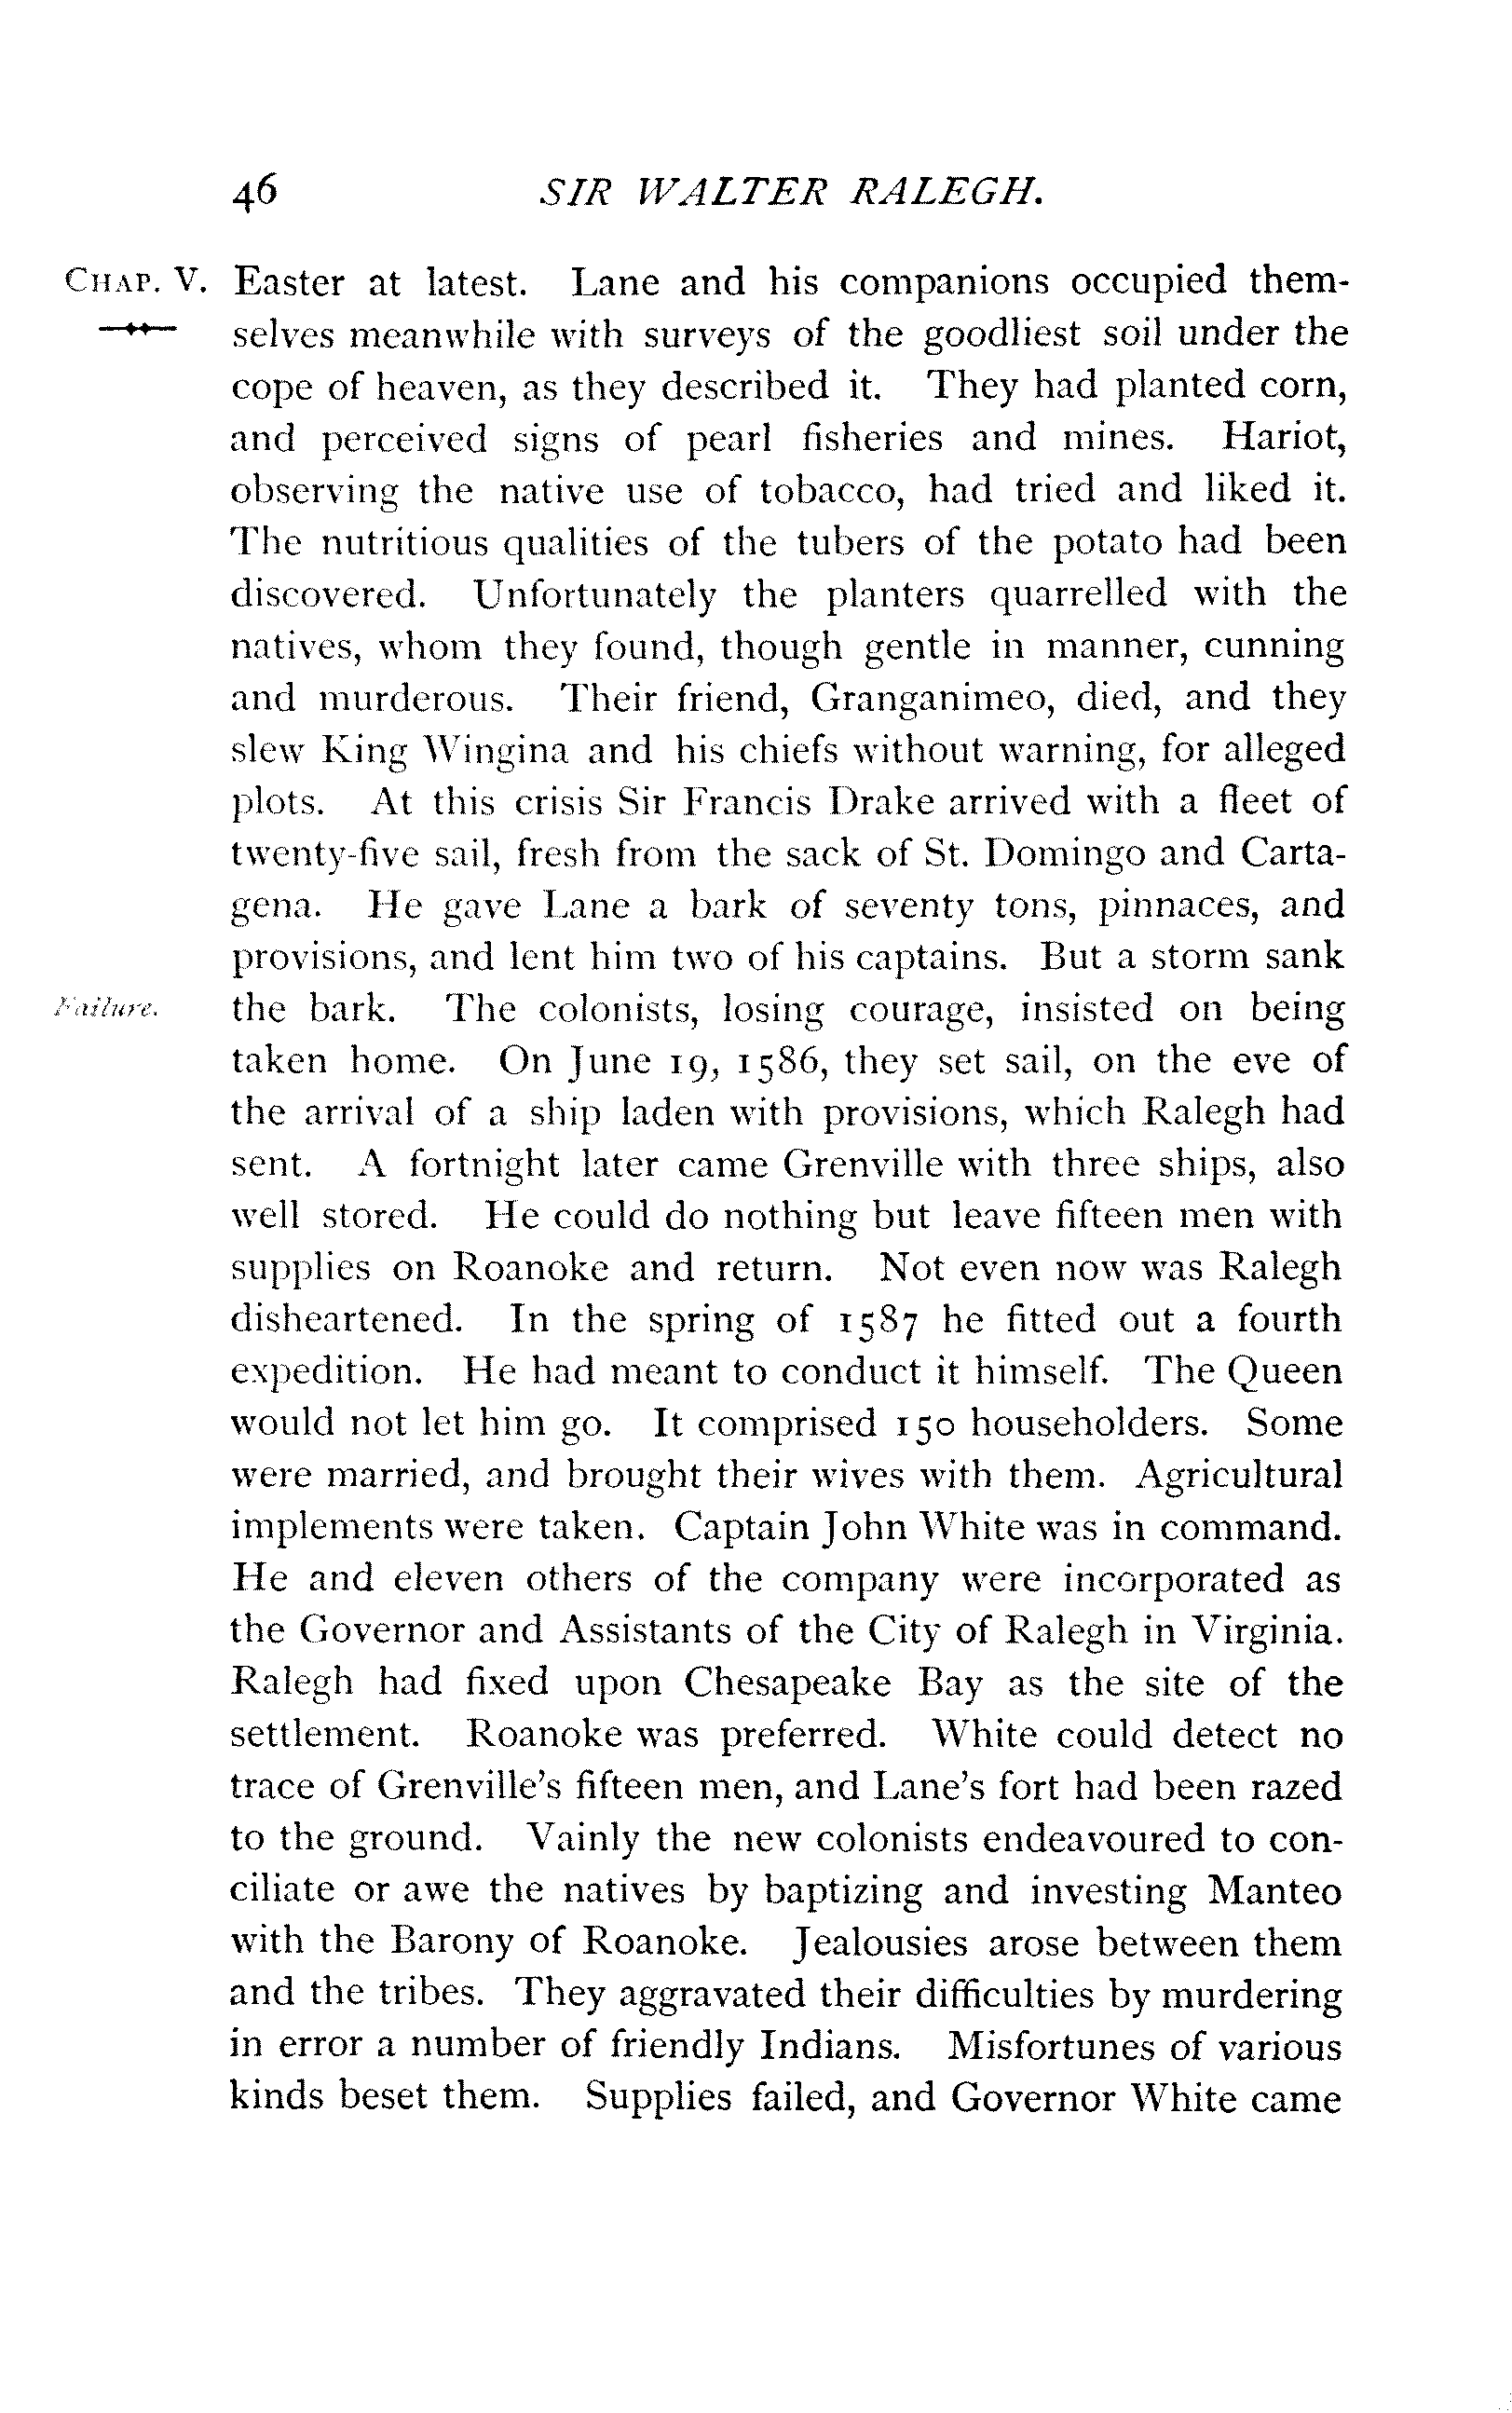 46 SIR WALTER RALEGH.
CHAP. V. Easter at latest. Lane and his companions occupied them-
selves meanwhile with surveys of the goodliest soil under the
cope of heaven, as they described it. They had planted corn,
and perceived signs of pearl fisheries and mines. Hariot,
observing the native use of tobacco, had tried and liked it.
The nutritious qualities of the tubers of the potato had been
discovered. Unfortunately the planters quarrelled with the
natives, whom they found, though gentle in manner, cunning
and murderous. Their friend, Granganimeo, died, and they
slew King Wingina and his chiefs without warning, for alleged
plots. At this crisis Sir Francis Drake arrived with a fleet of
twenty-five sail, fresh from the sack of St. Domingo and Carta-
gena. He gave Lane a bark of seventy tons, pinnaces, and
provisions, and lent him two of his captains. But a storm sank
Failure. the bark. The colonists, losing courage, insisted on being
taken home. On June 19, 1586, they set sail, on the eve of
the arrival of a ship laden with provisions, which Ralegh had
sent. A fortnight later came Grenville with three ships, also
well stored. He could do nothing but leave fifteen men with
supplies on Roanoke and return. Not even now was Ralegh
disheartened. In the spring of 1587 he fitted out a fourth
expedition. He had meant to conduct it himself. The Queen
would not let him go. It comprised 150 householders. Some
were married, and brought their wives with them. Agricultural
implements were taken. Captain John White was in command.
He and eleven others of the company were incorporated as
the Governor and Assistants of the City of Ralegh in Virginia.
Ralegh had fixed upon Chesapeake Bay as the site of the
settlement. Roanoke was preferred. White could detect no
trace of Grenville's fifteen men, and Lane's fort had been razed
to the ground. Vainly the new colonists endeavoured to con-
ciliate or awe the natives by baptizing and investing Manteo
with the Barony of Roanoke. Jealousies arose between them
and the tribes. They aggravated their difficulties by murdering
in error a number of friendly Indians. Misfortunes of various
kinds beset them. Supplies failed, and Governor White came